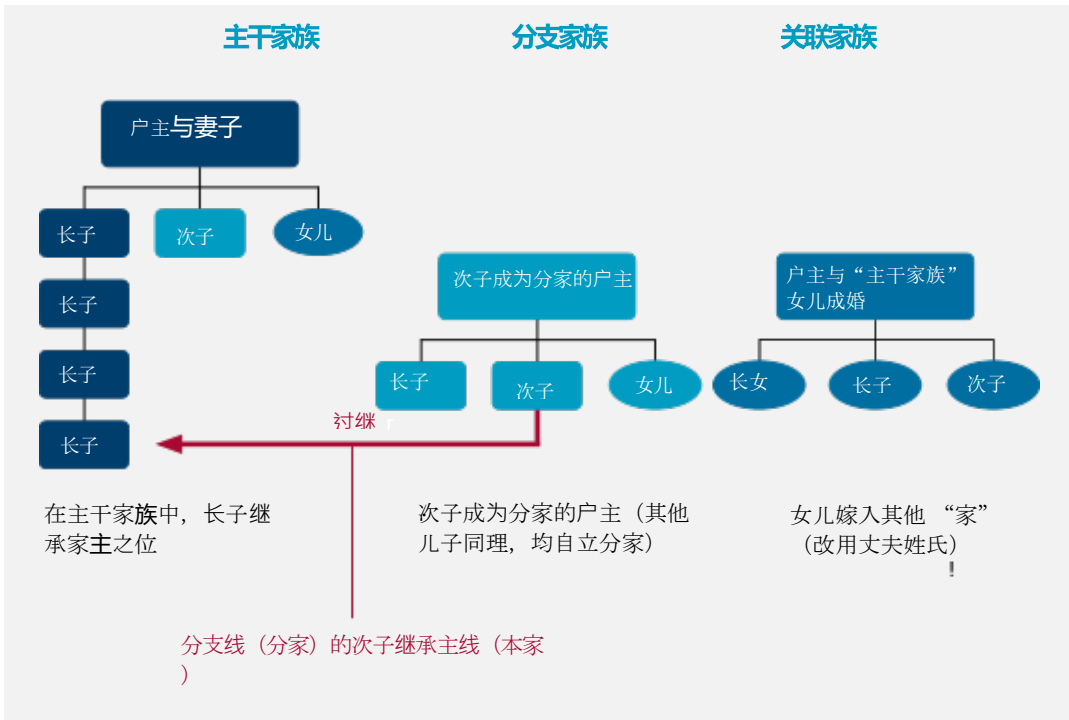 主干家族
分支家族
关联家族
户主与妻子
长子
次子
女儿
长子
长子
长子
次子成为分家的户主
长子
次子
女儿
户主与“主干家族”
女儿成婚
长女
长子
次子
讨继 r
在主干家族中，长子继
承家主之位
次子成为分家的户主（其他
儿子同理，均自立分家）
女儿嫁入其他 “家”
（改用丈夫姓氏）
!
分支线（分家）的次子继承主线（本家
）